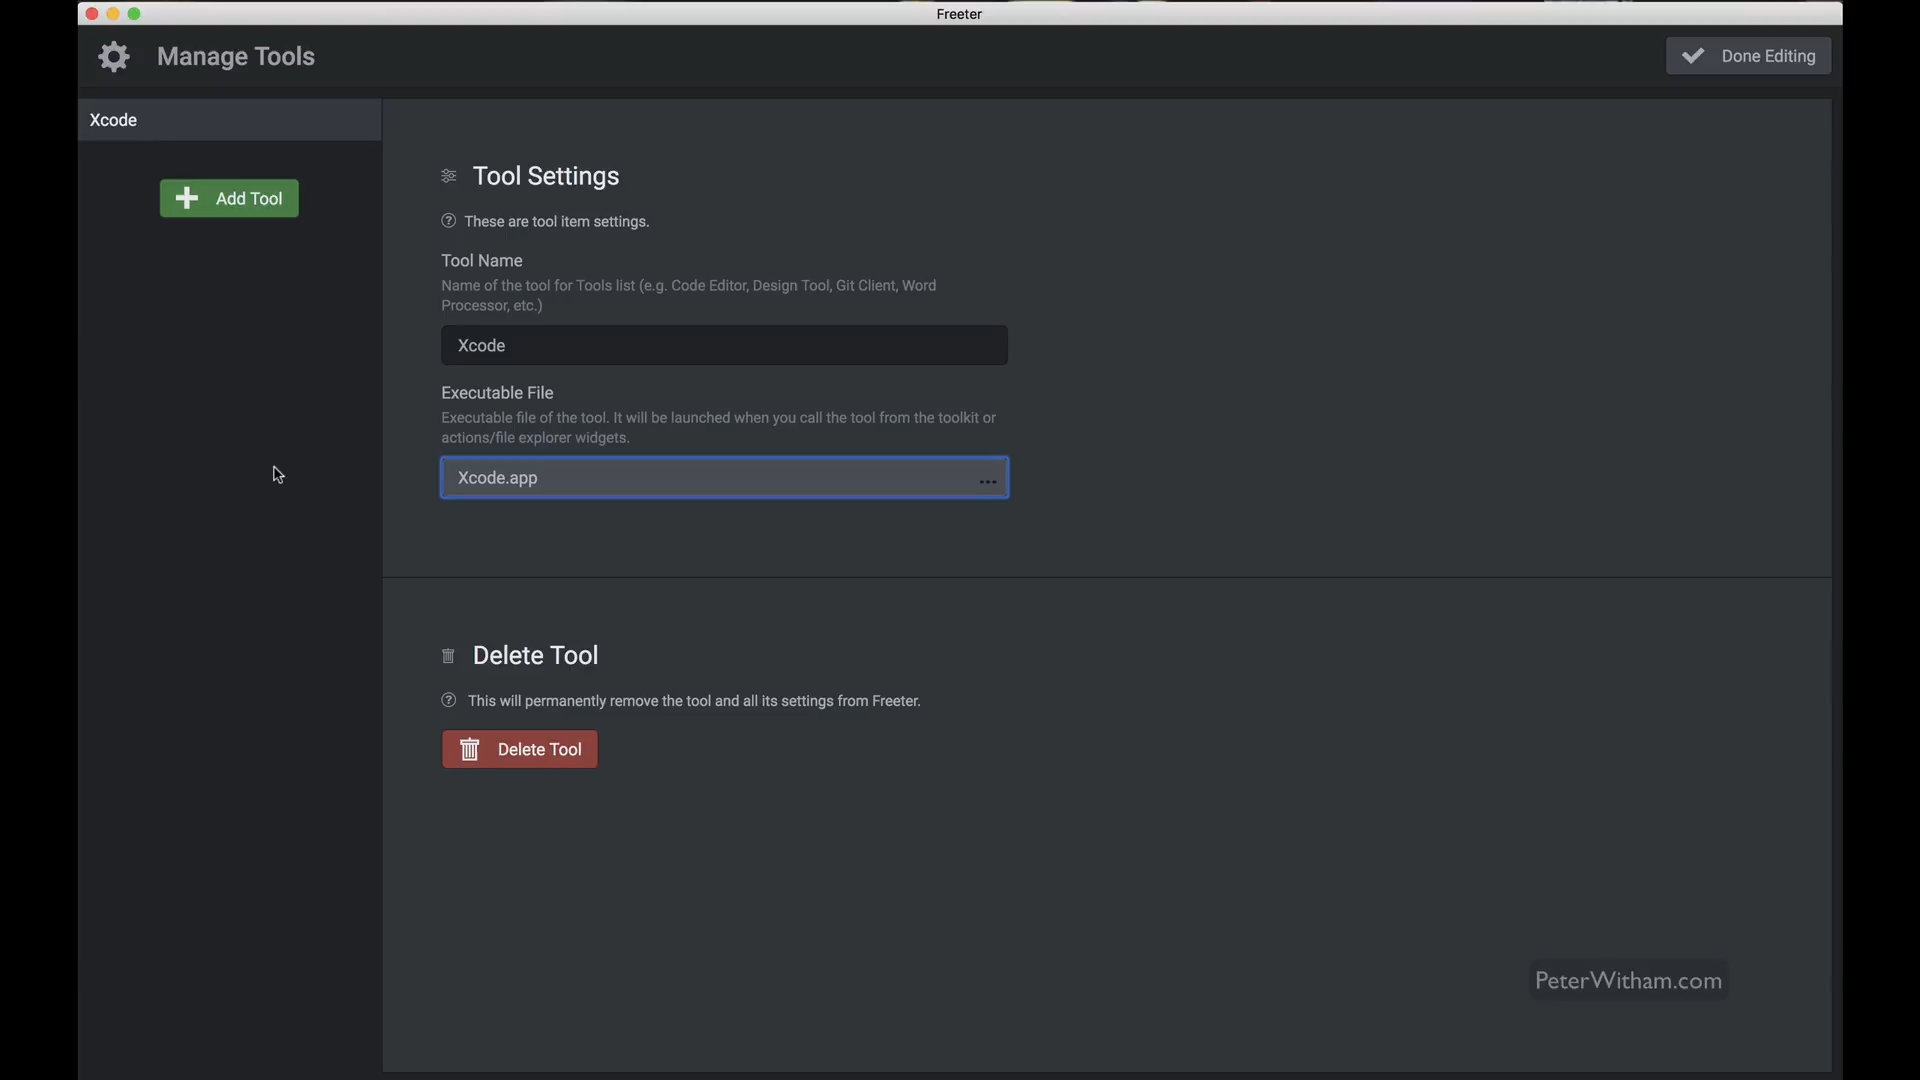 Freeter
Manage Tools
Done Editing
Xcode
Add Tool
Tool Settings
These are tool item settings.
Tool Name
Name of the tool for Tools list (e.g. Code Editor, Design Tool, Git Client, Word
Processor, etc.)
Xcode
Executable File
Executable file of the tool. It will be launched when you call the tool from the toolkit or
actions/file explorer widgets.
Xcode.app
...
Delete Tool
This will permanently remove the tool and all its settings from Freeter.
Delete Tool
PeterWitham.com